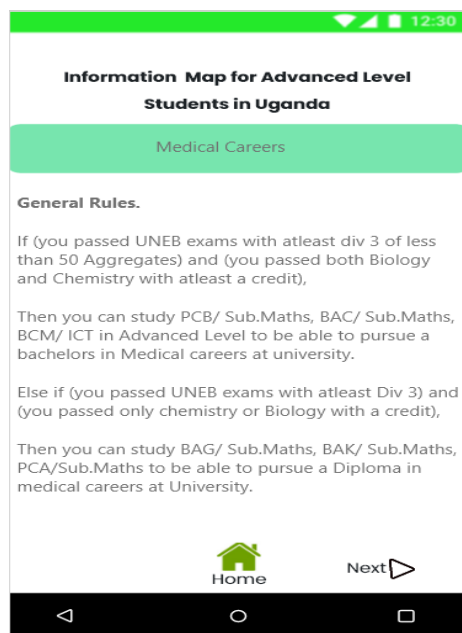 12:30
Information Map for Advanced Level
Students in Uganda
Medical Careers
General Rules.
If (you passed UNEB exams with atleast div 3 of less
than 50 Aggregates) and (you passed both Biology
and Chemistry with atleast a credit),
Then you can study PCB/ Sub.Maths, BAC/ Sub.Maths,
BCM/ ICT in Advanced Level to be able to pursue a
bachelors in Medical careers at university.
Else if (you passed UNEB exams with atleast Div 3) and
(you passed only chemistry or Biology with a credit),
Then you can study BAG/ Sub.Maths, BAK/ Sub.Maths,
PCA/Sub.Maths to be able to pursue a Diploma in
medical careers at University.
Home
Next